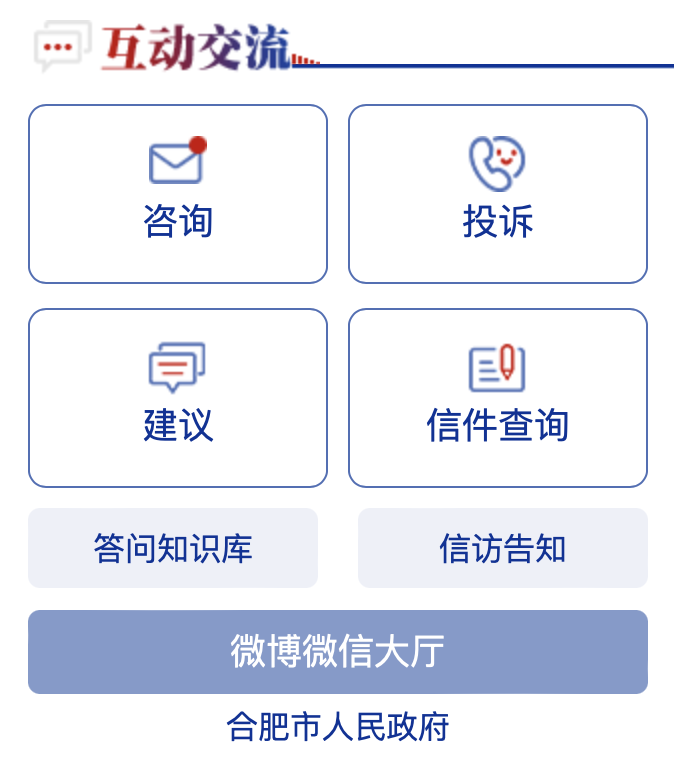 互动交流
咨询
投诉
建议
信件查询
答问知识库
信访告知
微博微信大厅
合肥市人民政府